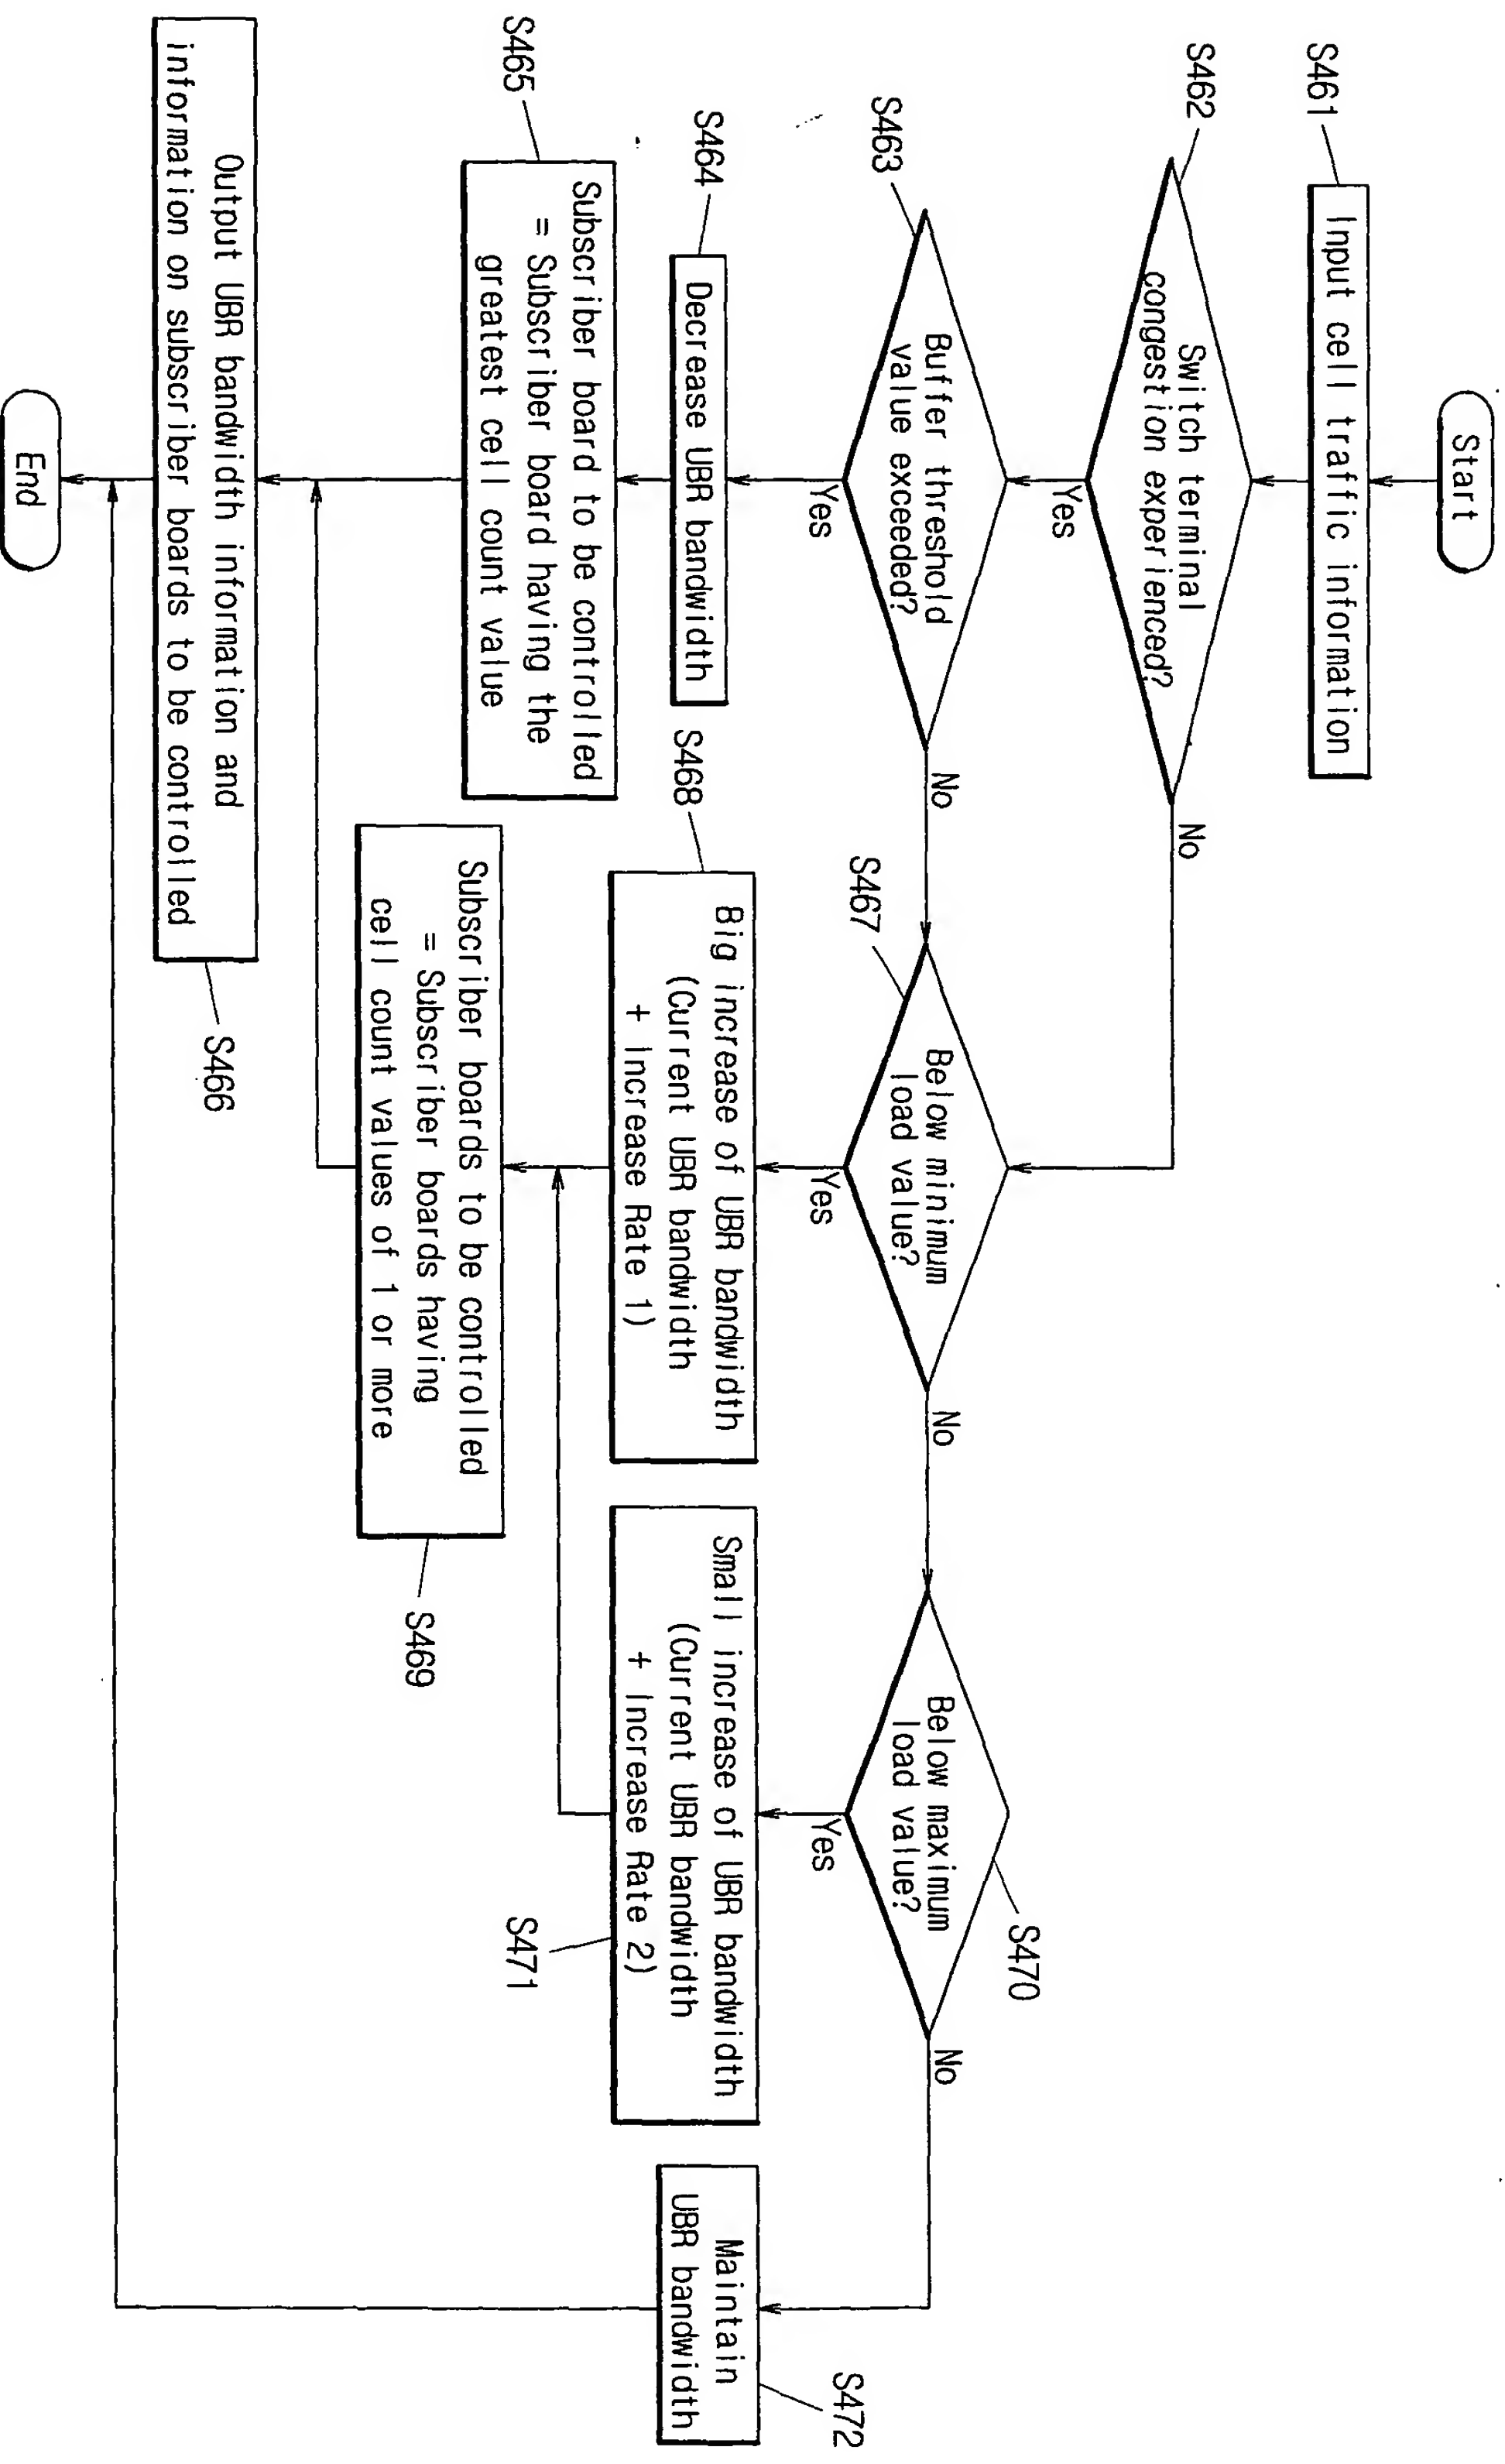 Start
S461
Input cell traffic information
S462
Switch terminal
congestion experienced?
Yes
No
S463
Buffer threshold
value exceeded?
Yes
No
S464
Decrease UBR bandwidth
S465
Subscriber board to be controlled
= Subscriber board having the
greatest cell count value
Output UBR bandwidth information and
information on subscriber boards to be controlled
S466
End
S467
Below minimum
load value?
Yes
No
S468
Big increase of UBR bandwidth
(Current UBR bandwidth
+ Increase Rate 1)
Subscriber boards to be controlled
= Subscriber boards having
cell count values of 1 or more
S469
S470
Below maximum
load value?
Yes
No
Small increase of UBR bandwidth
(Current UBR bandwidth
+ Increase Rate 2)
S471
Maintain
UBR bandwidth
S472